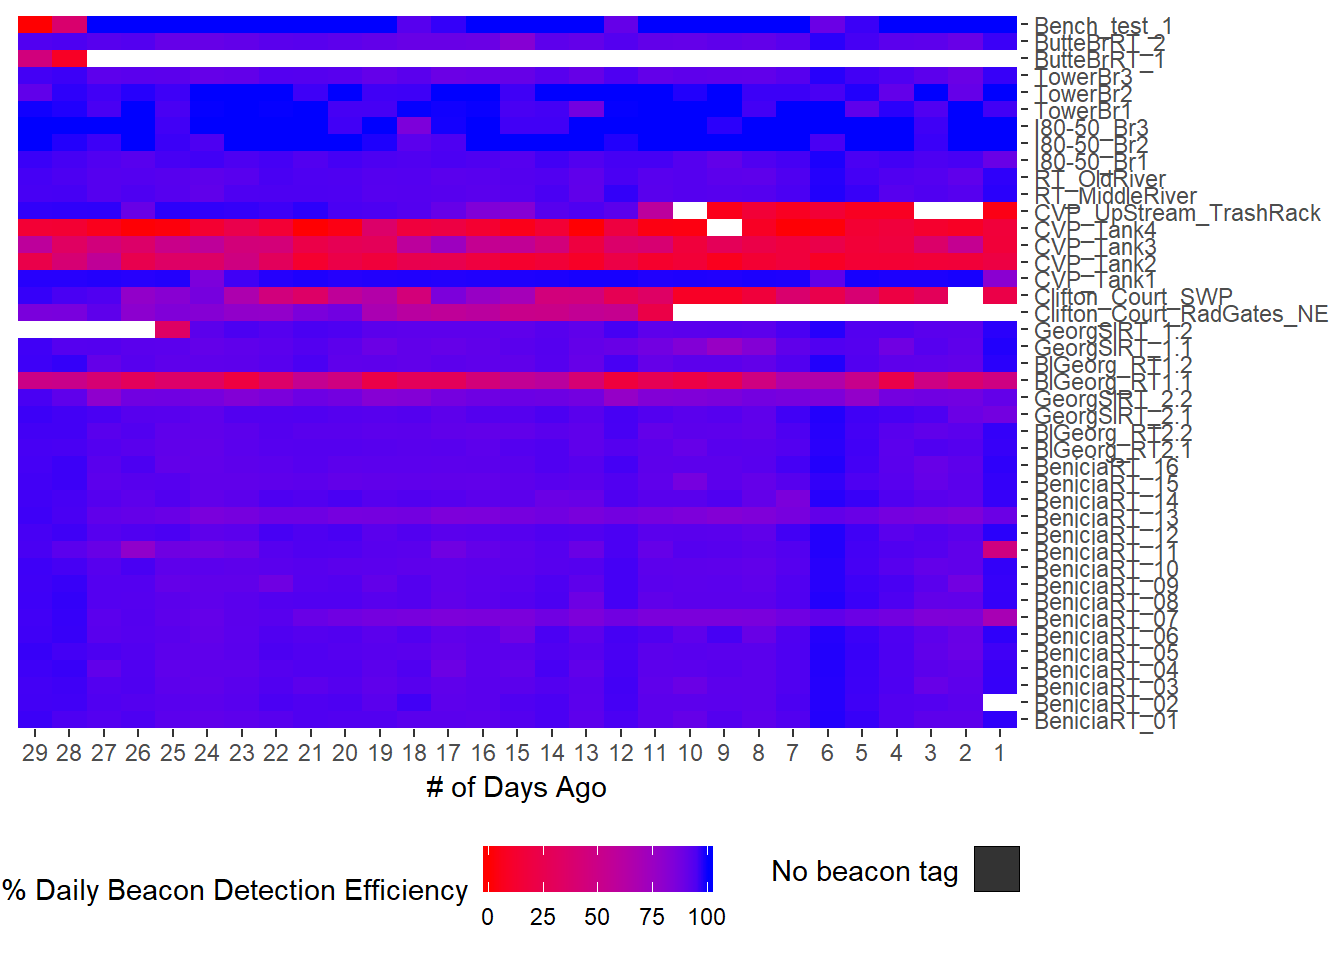 Bench_test_1
ButteBrRT_2
ButteBrRT_1
TowerBr3
TowerBr2
TowerBr1
I80-50_Br3
I80-50_Br2
I80-50_Br1
RT_OldRiver
RT_MiddleRiver
CVP_UpStream_TrashRack
CVP_Tank4
CVP_Tank3
CVP_Tank2
CVP_Tank1
Clifton_Court_SWP
Clifton_Court_RadGates_NE
GeorgSlRT_1.2
GeorgSlRT_1.1
BlGeorg_RT1.2
BlGeorg_RT1.1
GeorgSlRT_2.2
GeorgSlRT_2.1
BlGeorg_RT2.2
BlGeorg_RT2.1
BeniciaRT_16
BeniciaRT_15
BeniciaRT_14
BeniciaRT_13
BeniciaRT_12
BeniciaRT_11
BeniciaRT_10
BeniciaRT_09
BeniciaRT_08
BeniciaRT_07
BeniciaRT_06
BeniciaRT_05
BeniciaRT_04
BeniciaRT_03
BeniciaRT_02
BeniciaRT_01
29 28 27 26 25 24 23 22 21 20 19 18 17 16 15 14 13 12 11 10 9 8 7 6 5 4 3 2 1
# of Days Ago
% Daily Beacon Detection Efficiency
0 25 50 75 100
No beacon tag